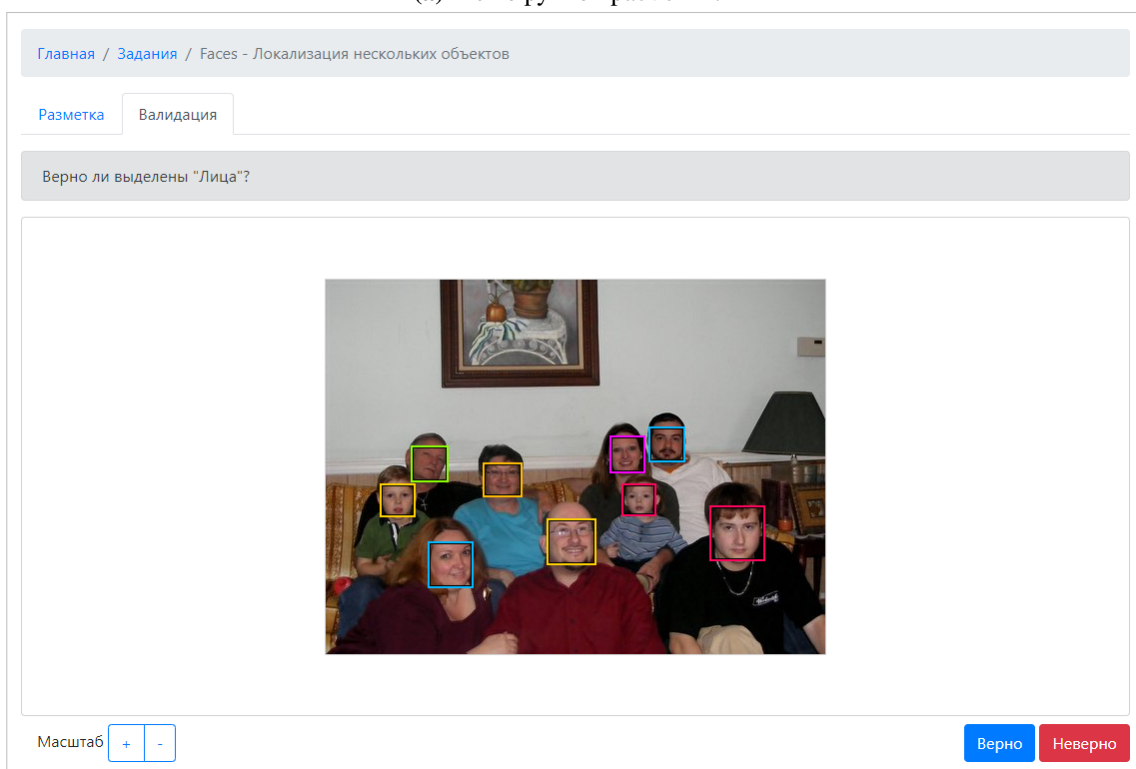 Главная / Задания / Faces - Локализация нескольких объектов
Разметка Валидация
Верно ли выделены "Лица"?
Масштаб + - Верно Неверно